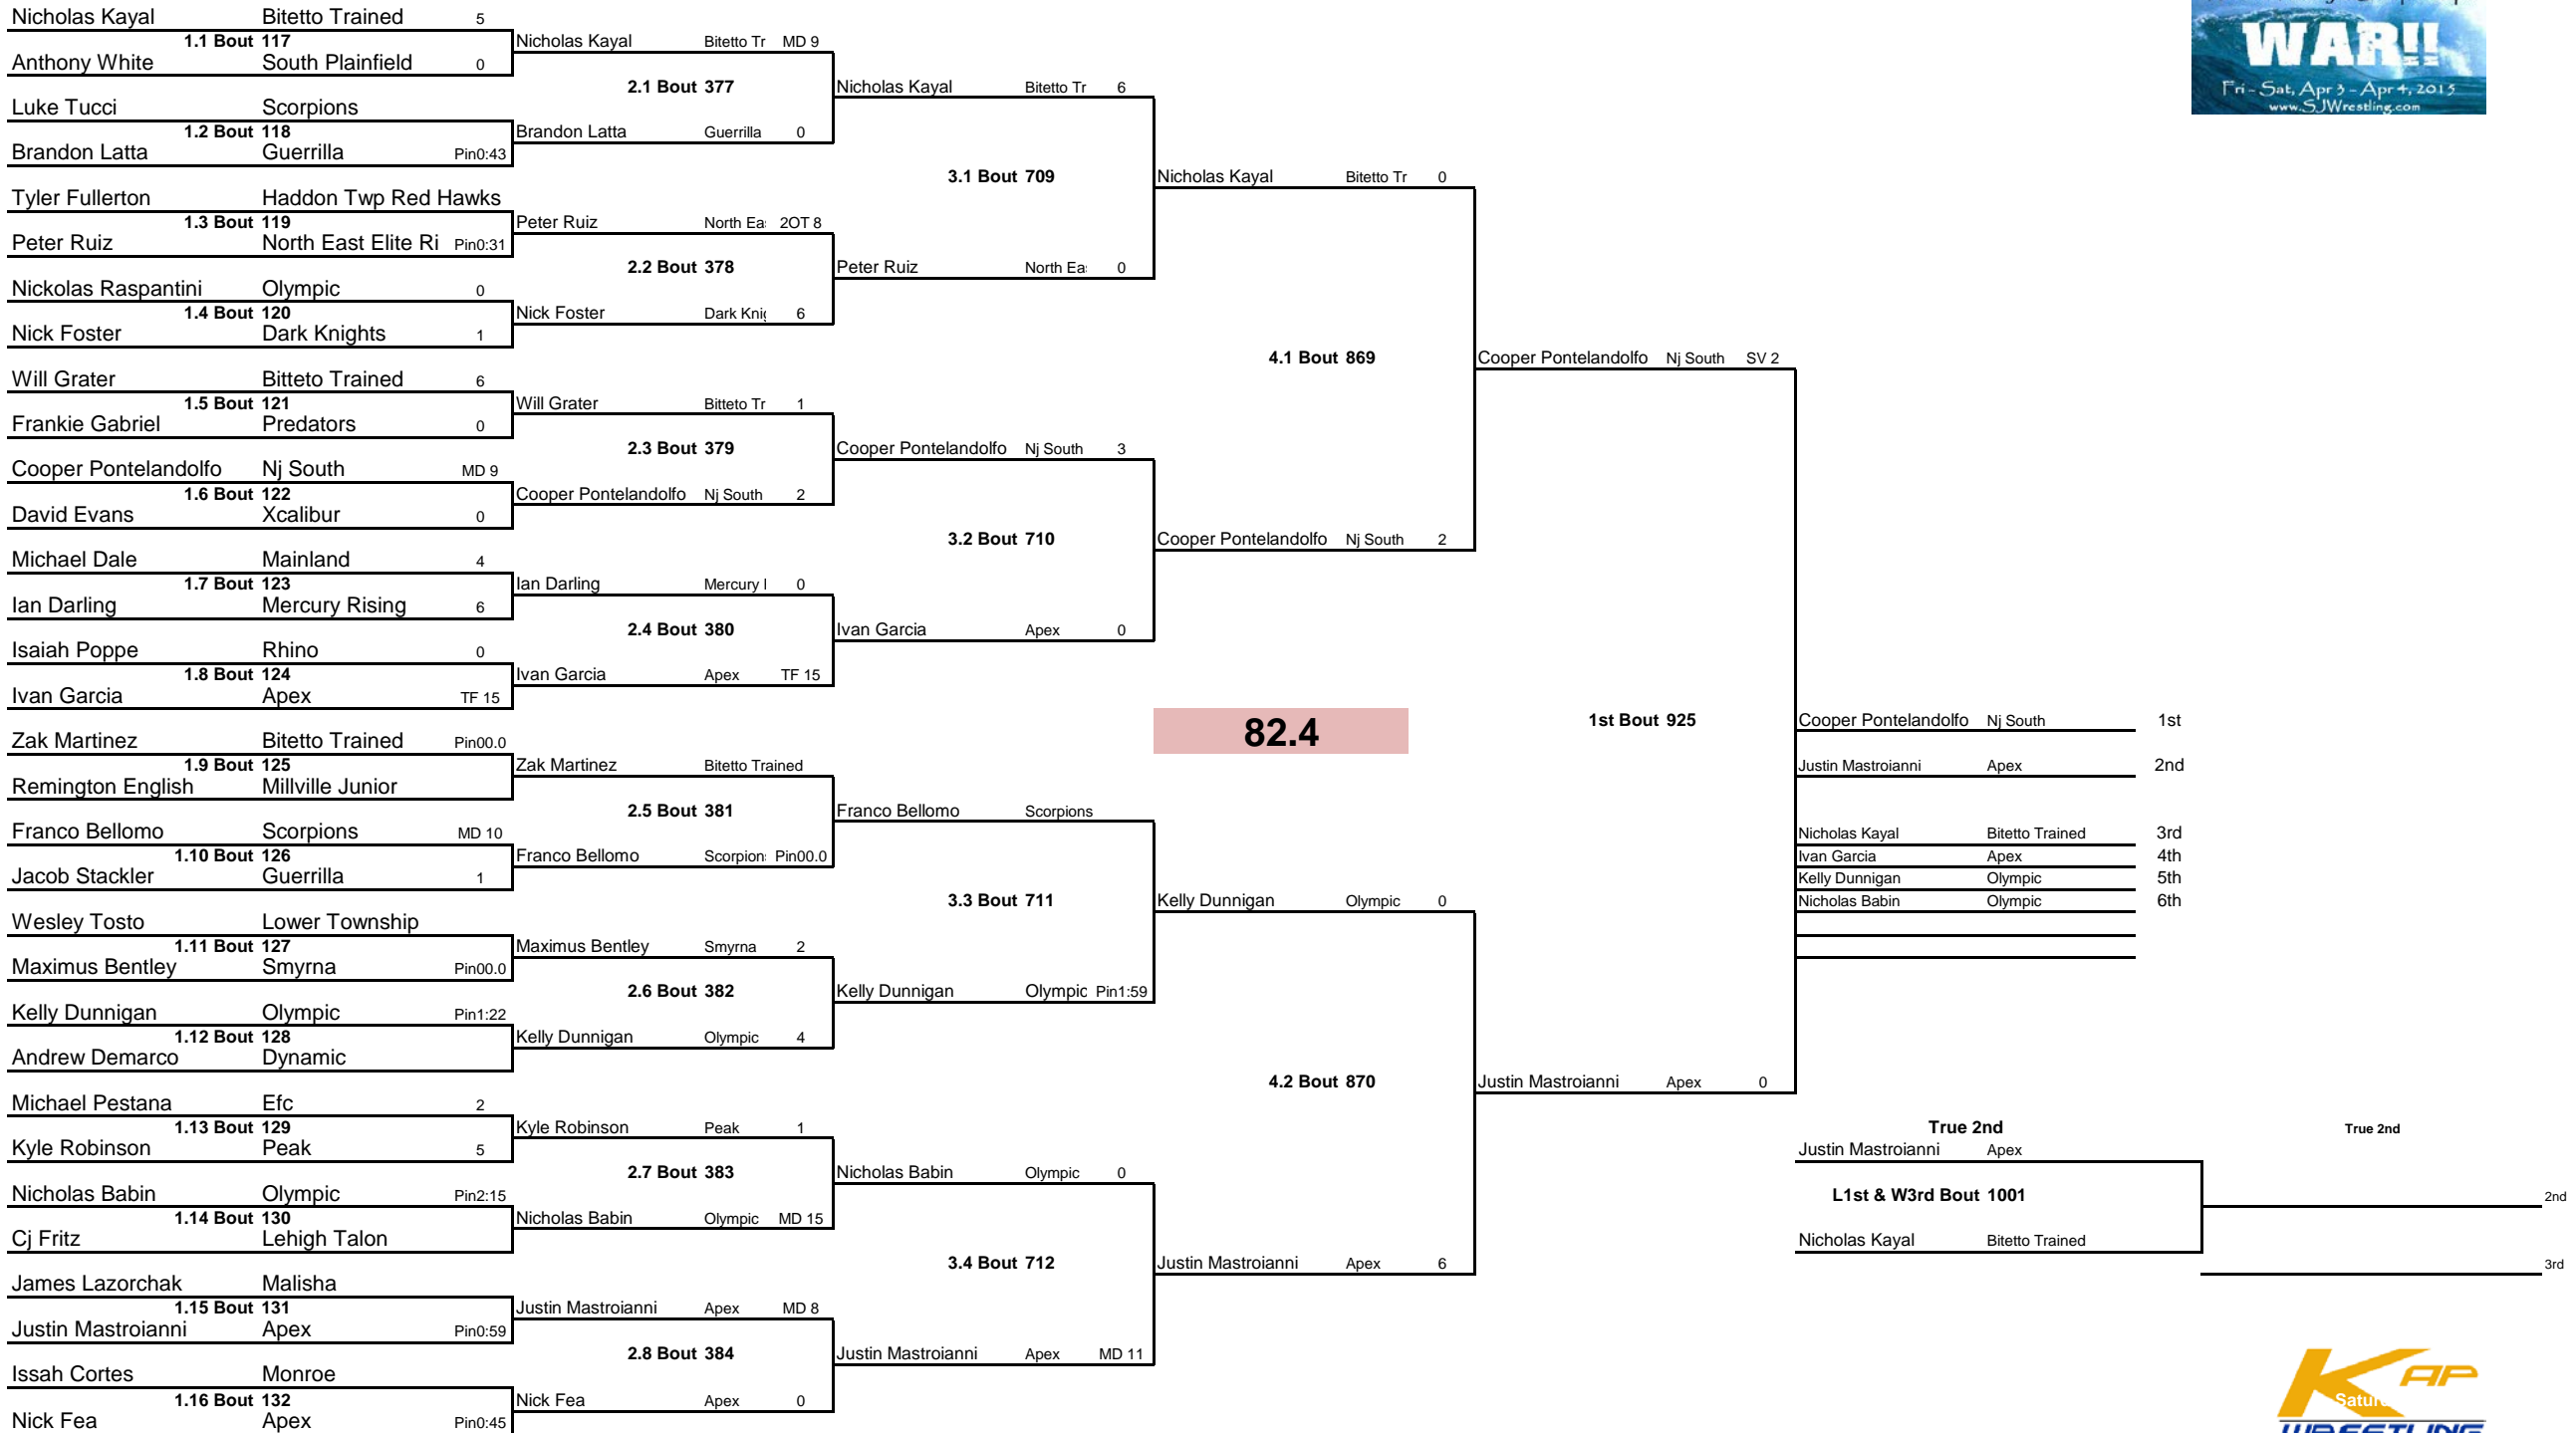 Nicholas Kayal Bitetto Trained 5
1.1 Bout 117
Anthony White South Plainfield 0
Luke Tucci Scorpions
1.2 Bout 118
Brandon Latta Guerrilla Pin0:43
Tyler Fullerton Haddon Twp Red Hawks
1.3 Bout 119
Peter Ruiz North East Elite Ri Pin0:31
Nickolas Raspantini Olympic 0
1.4 Bout 120
Nick Foster Dark Knights 1
Will Grater Bitteto Trained 6
1.5 Bout 121
Frankie Gabriel Predators 0
Cooper Pontelandolfo Nj South MD 9
1.6 Bout 122
David Evans Xcalibur 0
Michael Dale Mainland 4
1.7 Bout 123
Ian Darling Mercury Rising 6
Isaiah Poppe Rhino 0
1.8 Bout 124
Ivan Garcia Apex TF 15
Zak Martinez Bitetto Trained Pin00.0
1.9 Bout 125
Remington English Millville Junior
Franco Bellomo Scorpions MD 10
1.10 Bout 126
Jacob Stackler Guerrilla 1
Wesley Tosto Lower Township
1.11 Bout 127
Maximus Bentley Smyrna Pin00.0
Kelly Dunnigan Olympic Pin1:22
1.12 Bout 128
Andrew Demarco Dynamic
Michael Pestana Efc 2
1.13 Bout 129
Kyle Robinson Peak 5
Nicholas Babin Olympic Pin2:15
1.14 Bout 130
Cj Fritz Lehigh Talon
James Lazorchak Malisha
1.15 Bout 131
Justin Mastroianni Apex Pin0:59
Issah Cortes Monroe
1.16 Bout 132
Nick Fea Apex Pin0:45
Nicholas Kayal Bitetto Tr MD 9
2.1 Bout 377
Brandon Latta Guerrilla 0
Peter Ruiz North Ea 2OT 8
2.2 Bout 378
Nick Foster Dark Knig 6
Will Grater Bitteto Tr 1
2.3 Bout 379
Cooper Pontelandolfo Nj South 2
Ian Darling Mercury 0
2.4 Bout 380
Ivan Garcia Apex TF 15
Zak Martinez Bitetto Trained
2.5 Bout 381
Franco Bellomo Scorpion Pin00.0
Maximus Bentley Smyrna 2
2.6 Bout 382
Kelly Dunnigan Olympic 4
Kyle Robinson Peak 1
2.7 Bout 383
Nicholas Babin Olympic MD 15
Justin Mastroianni Apex MD 8
2.8 Bout 384
Nick Fea Apex 0
Nicholas Kayal Bitetto Tr 6
3.1 Bout 709
Peter Ruiz North Ea 0
Cooper Pontelandolfo Nj South 3
3.2 Bout 710
Ivan Garcia Apex 0
Franco Bellomo Scorpions
3.3 Bout 711
Kelly Dunnigan Olympic Pin1:59
Nicholas Babin Olympic 0
3.4 Bout 712
Justin Mastroianni Apex MD 11
Nicholas Kayal Bitetto Tr 0
4.1 Bout 869
Cooper Pontelandolfo Nj South 2
82.4
Kelly Dunnigan Olympic 0
4.2 Bout 870
Justin Mastroianni Apex 6
Cooper Pontelandolfo Nj South SV 2
1st Bout 925
Justin Mastroianni Apex 0
Cooper Pontelandolfo Nj South 1st
Justin Mastroianni Apex 2nd
Nicholas Kayal Bitetto Trained 3rd
Ivan Garcia Apex 4th
Kelly Dunnigan Olympic 5th
Nicholas Babin Olympic 6th
True 2nd
Justin Mastroianni Apex
L1st & W3rd Bout 1001
Nicholas Kayal Bitetto Trained
True 2nd
2nd
3rd
WAR!!
Fri - Sat, Apr 3 - Apr 4, 2015
www.SJWrestling.com
KAP
Satur
WRESTLING